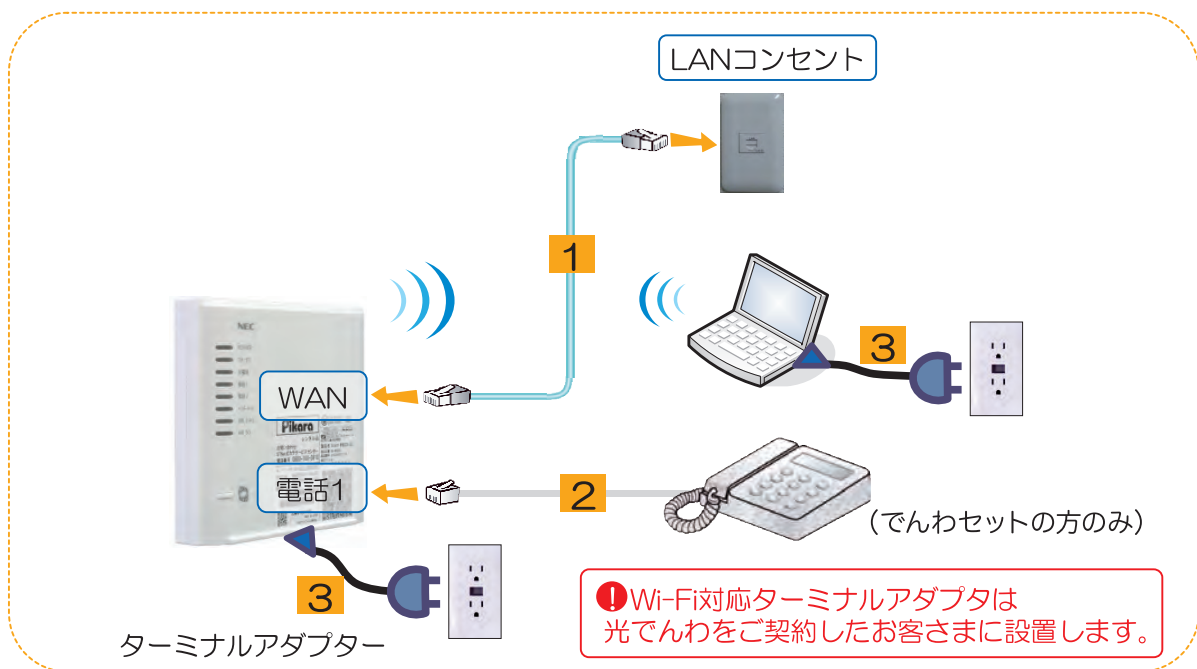 LANコンセント
1
NEC
WAN
Pikara
3
電話1
2
(でんわセットの方のみ)
3
ターミナルアダプター
!Wi-Fi対応ターミナルアダプタは
光でんわをご契約したお客さまに設置します。